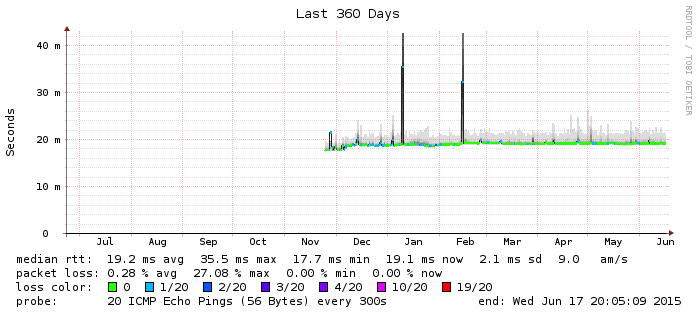 Last 360 Days
RRDTOOL / TOBI OETIKER
Seconds
40 m
30 m
20 m
10 m
0
Jul Aug Sep Oct Nov Dec Jan Feb Mar Apr May Jun
median rtt: 19.2 ms avg 35.5 ms max 17.7 ms min 19.1 ms now 2.1 ms sd 9.0 am/s
packet loss: 0.28 % avg 27.08 % max 0.00 % min 0.00 % now
loss color: 0 1/20 2/20 3/20 4/20 10/20 19/20
probe: 20 ICMP Echo Pings (56 Bytes) every 300s end: Wed Jun 17 20:05:09 2015